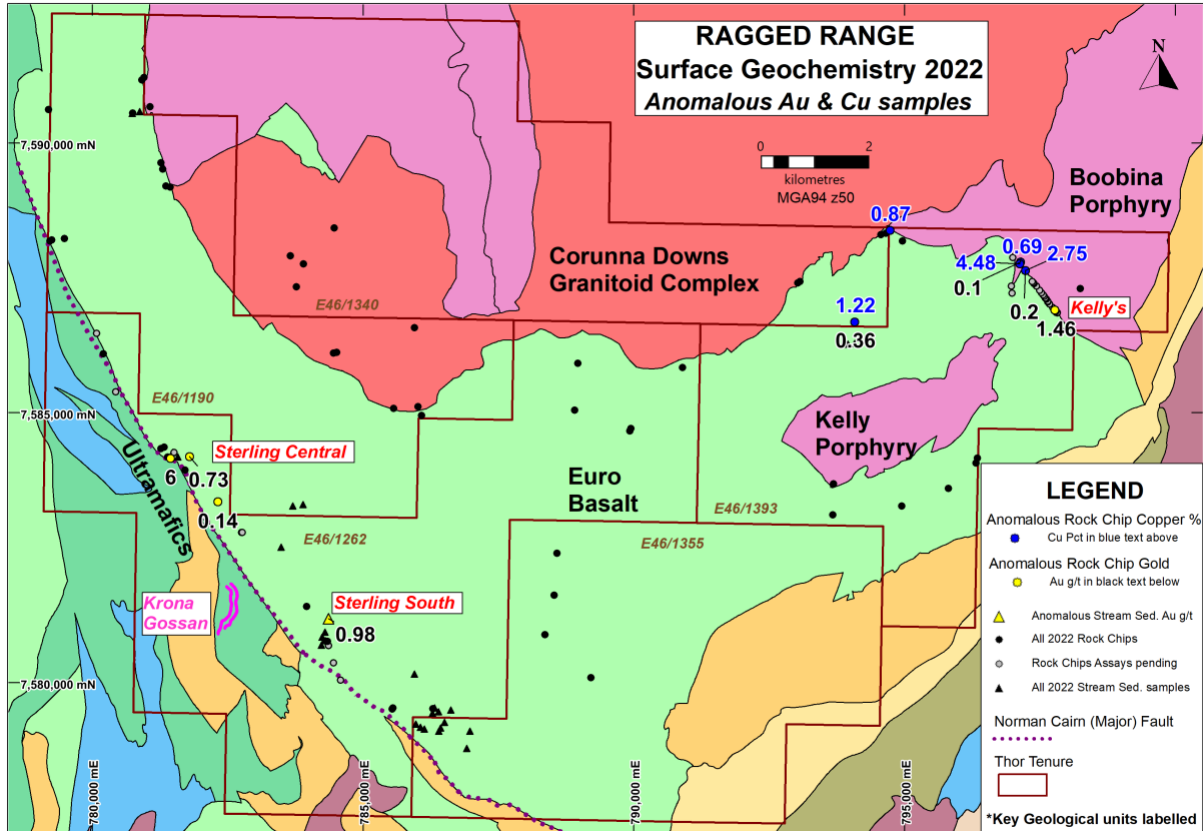 RAGGED RANGE
Surface Geochemistry 2022
Anomalous Au & Cu samples
N
0 2
kilometres
MGA94 z50
7,590,000 mN
Boobina
Porphyry
0.87
Corunna Downs
Granitoid Complex
0.69
4.48
2.75
0.1
0.2
Kelly's
1.46
E46/1340
1.22
0.36
7,585,000 mN
E46/1190
Sterling Central
Kelly
Porphyry
Ultramafics
6 0.73
0.14
Euro
Basalt
E46/1393
E46/1262
E46/1355
Krona
Gossan
Sterling South
0.98
7,580,000 mN
780,000 mE
785,000 mE
790,000 mE
795,000 mE
LEGEND
Anomalous Rock Chip Copper %
Cu Pct in blue text above
Anomalous Rock Chip Gold
Au g/t in black text below
Anomalous Stream Sed. Au g/t
All 2022 Rock Chips
Rock Chips Assays pending
All 2022 Stream Sed. samples
Norman Cairn (Major) Fault
Thor Tenure
*Key Geological units labelled